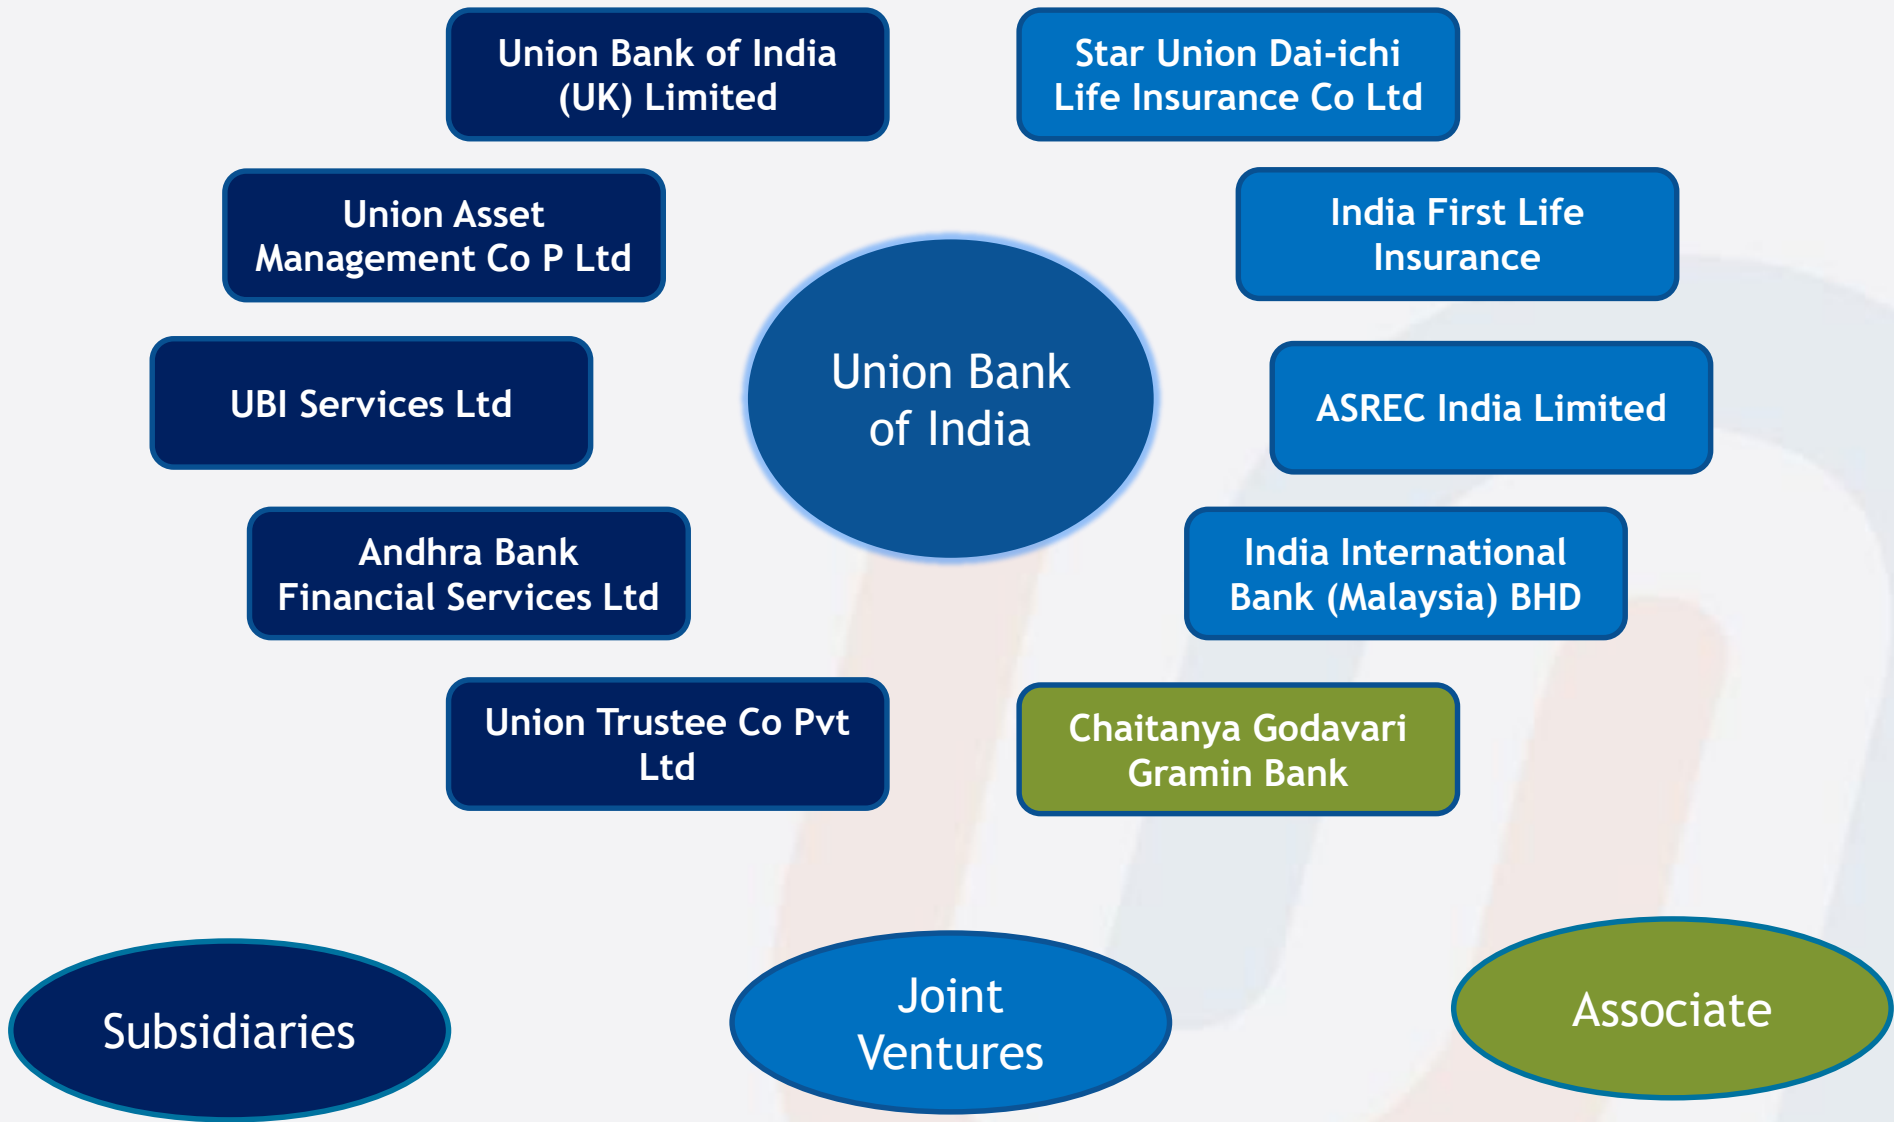 Union Bank of India
(UK) Limited
Star Union Dai-ichi
Life Insurance Co Ltd
Union Asset
Management Co P Ltd
India First Life
Insurance
UBI Services Ltd
Union Bank
of India
ASREC India Limited
Andhra Bank
Financial Services Ltd
India International
Bank (Malaysia) BHD
Union Trustee Co Pvt
Ltd
Chaitanya Godavari
Gramin Bank
Subsidiaries
Joint
Ventures
Associate